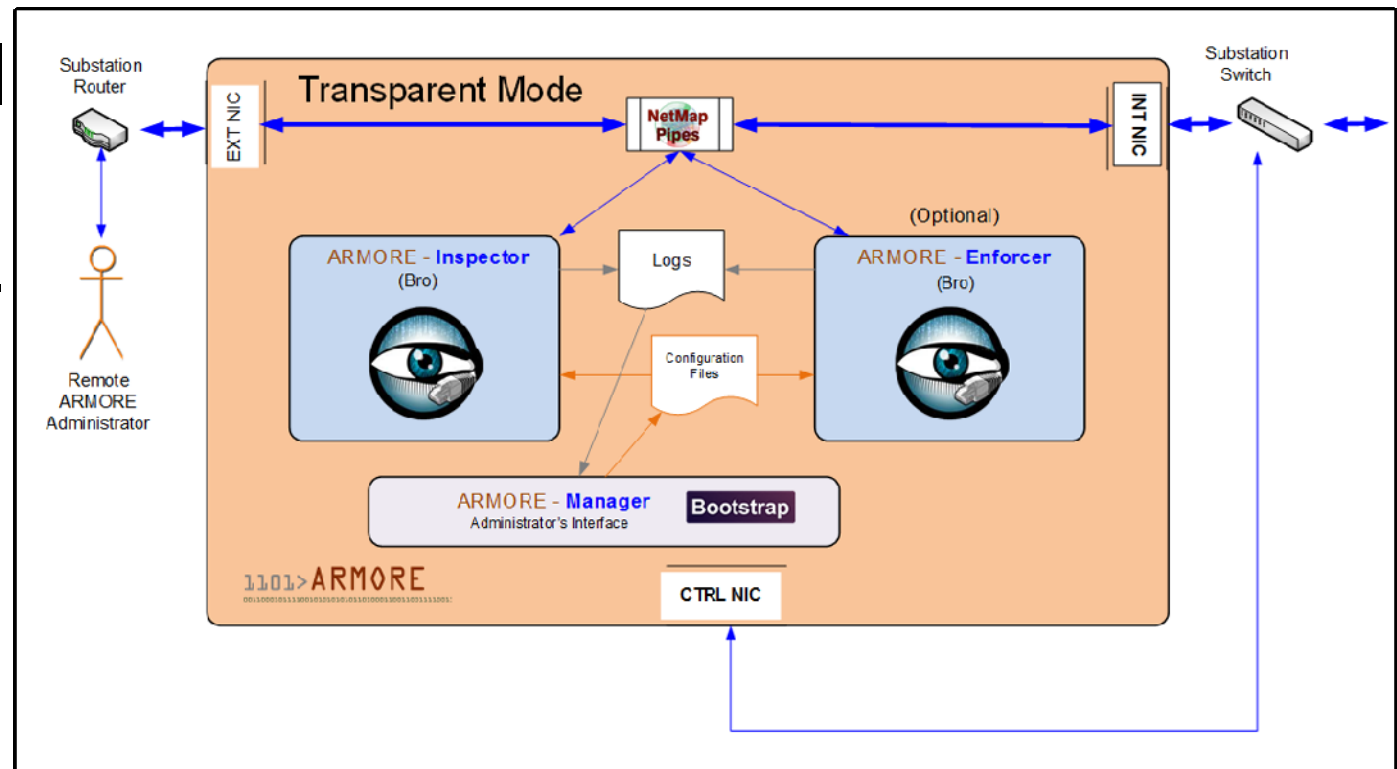 Substation
Router
Transparent Mode
Substation
Switch
EXT NIC
NetMap
Pipes
INT NIC
(Optional)
ARMORE - Inspector
(Bro)
Logs
ARMORE - Enforcer
(Bro)
Configuration
Files
Remote
ARMORE
Administrator
ARMORE - Manager
Administrator's Interface
Bootstrap
1101>ARMORE
CTRL NIC